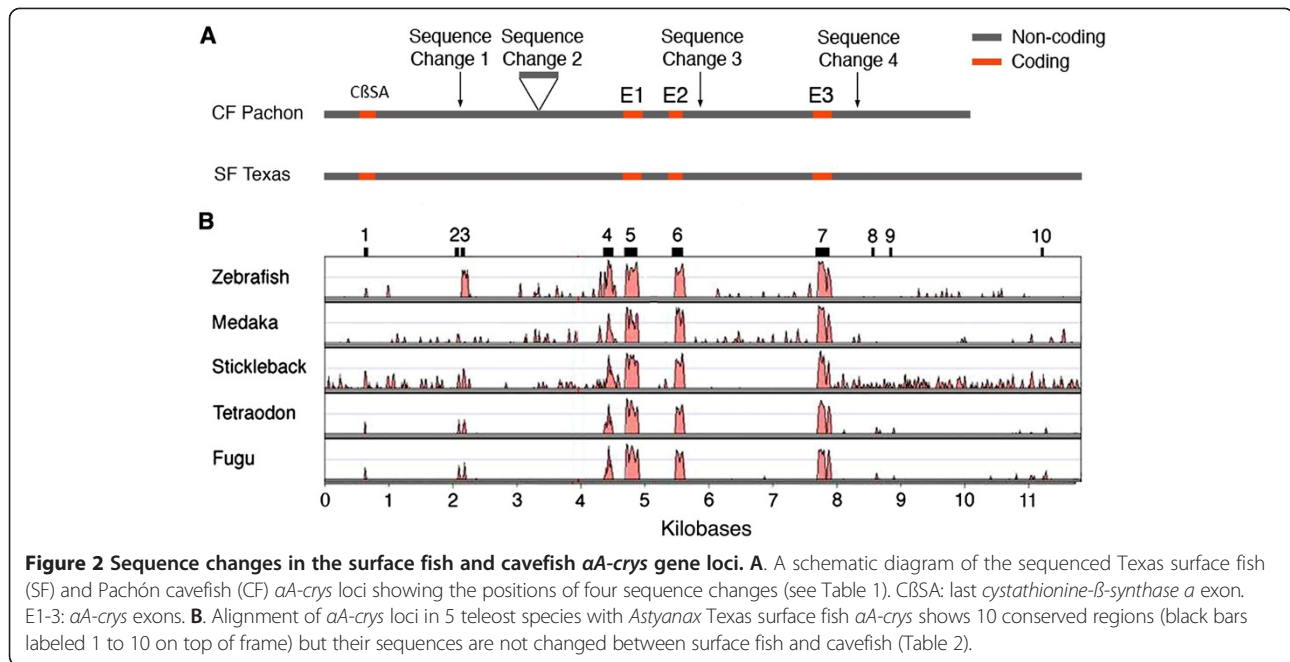 A
Sequence Change 1
Sequence Change 2
Sequence Change 3
Sequence Change 4
Non-coding
Coding
CßSA
E1 E2 E3
CF Pachon
SF Texas
B
1 2 3 4 5 6 7 8 9 10
Zebrafish
Medaka
Stickleback
Tetraodon
Fugu
0 1 2 3 4 5 6 7 8 9 10 11
Kilobases
Figure 2 Sequence changes in the surface fish and cavefish αA-crys gene loci. A. A schematic diagram of the sequenced Texas surface fish
(SF) and Pachón cavefish (CF) αA-crys loci showing the positions of four sequence changes (see Table 1). CßSA: last cystathionine-ß-synthase a exon.
E1-3: αA-crys exons. B. Alignment of αA-crys loci in 5 teleost species with Astyanax Texas surface fish αA-crys shows 10 conserved regions (black bars
labeled 1 to 10 on top of frame) but their sequences are not changed between surface fish and cavefish (Table 2).